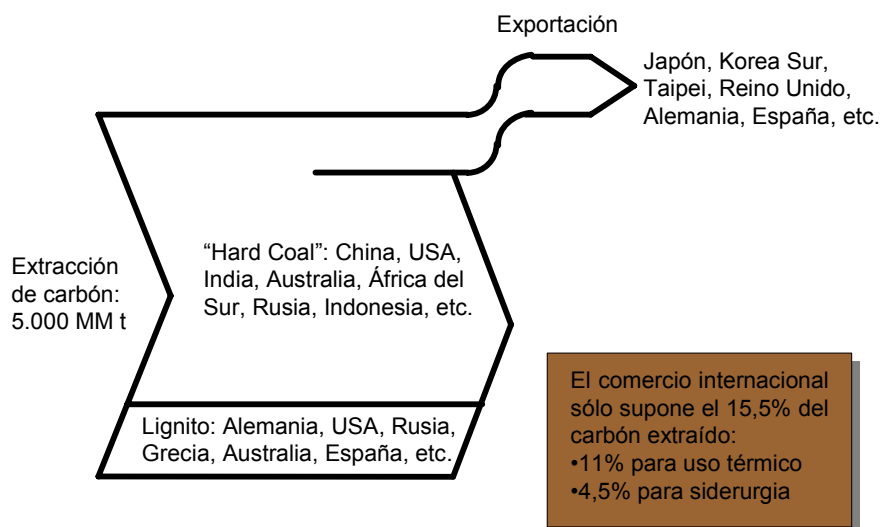 Exportación
Japón, Korea Sur,
Taipei, Reino Unido,
Alemania, España, etc.
“Hard Coal”: China, USA,
India, Australia, África del
Sur, Rusia, Indonesia, etc.
Extracción
de carbón:
5.000 MM t
Lignito: Alemania, USA, Rusia,
Grecia, Australia, España, etc.
El comercio internacional
sólo supone el 15,5% del
carbón extraído:
•11% para uso térmico
•4,5% para siderurgia